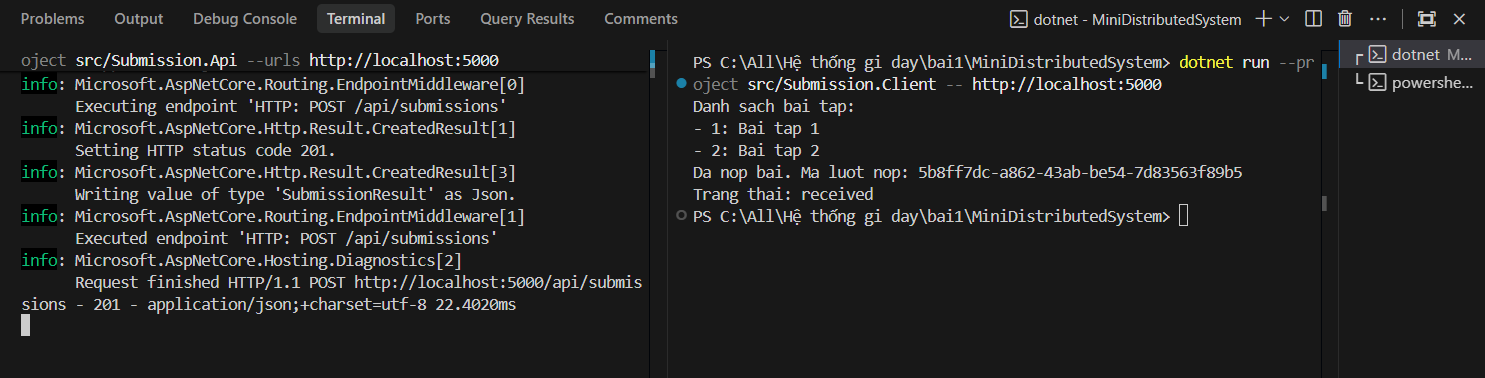 Problems Output Debug Console Terminal Ports Query Results Comments
dotnet - MiniDistributedSystem
oject src/Submission.Api --urls http://localhost:5000
info: Microsoft.AspNetCore.Routing.EndpointMiddleware[0]
Executing endpoint 'HTTP: POST /api/submissions'
info: Microsoft.AspNetCore.Http.Result.CreatedResult[1]
Setting HTTP status code 201.
info: Microsoft.AspNetCore.Http.Result.CreatedResult[3]
Writing value of type 'SubmissionResult' as Json.
info: Microsoft.AspNetCore.Routing.EndpointMiddleware[1]
Executed endpoint 'HTTP: POST /api/submissions'
info: Microsoft.AspNetCore.Hosting.Diagnostics[2]
Request finished HTTP/1.1 POST http://localhost:5000/api/submis
sions - 201 - application/json;+charset=utf-8 22.4020ms
PS C:\All\Hệ thống gi day\bai1\MiniDistributedSystem> dotnet run --pr
oject src/Submission.Client -- http://localhost:5000
Danh sach bai tap:
- 1: Bai tap 1
- 2: Bai tap 2
Da nop bai. Ma luot nop: 5b8ff7dc-a862-43ab-be54-7d83563f89b5
Trang thai: received
PS C:\All\Hệ thống gi day\bai1\MiniDistributedSystem>
dotnet M...
powershe...